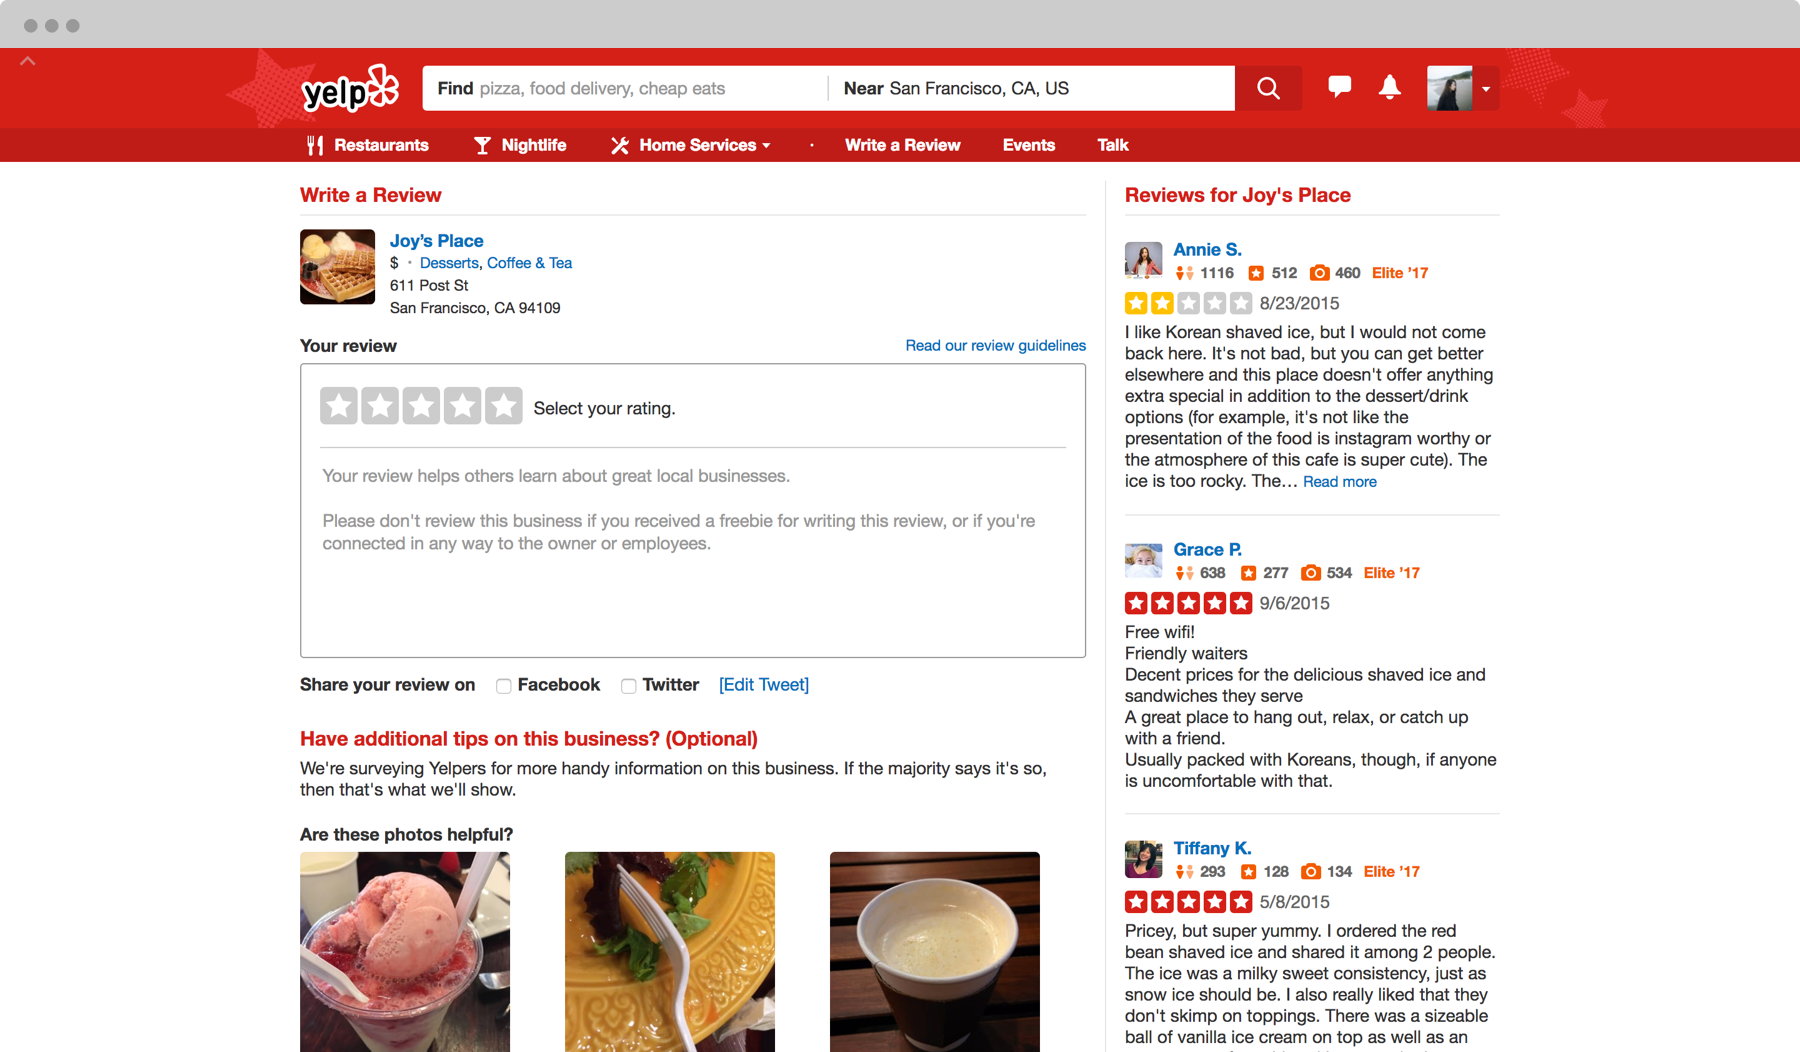 yelp
Find pizza, food delivery, cheap eats
Near San Francisco, CA, US
Restaurants
Nightlife
Home Services
Write a Review
Events
Talk
Write a Review
Joy’s Place
$ · Desserts, Coffee & Tea
611 Post St
San Francisco, CA 94109
Your review
Read our review guidelines
Select your rating.
Your review helps others learn about great local businesses.
Please don't review this business if you received a freebie for writing this review, or if you're
connected in any way to the owner or employees.
Share your review on Facebook Twitter [Edit Tweet]
Have additional tips on this business? (Optional)
We're surveying Yelpers for more handy information on this business. If the majority says it's so,
then that's what we'll show.
Are these photos helpful?
Reviews for Joy's Place
Annie S.
1116 512 460 Elite ’17
8/23/2015
I like Korean shaved ice, but I would not come
back here. It's not bad, but you can get better
elsewhere and this place doesn't offer anything
extra special in addition to the dessert/drink
options (for example, it's not like the
presentation of the food is instagram worthy or
the atmosphere of this cafe is super cute). The
ice is too rocky. The… Read more
Grace P.
638 277 534 Elite ’17
9/6/2015
Free wifi!
Friendly waiters
Decent prices for the delicious shaved ice and
sandwiches they serve
A great place to hang out, relax, or catch up
with a friend.
Usually packed with Koreans, though, if anyone
is uncomfortable with that.
Tiffany K.
293 128 134 Elite ’17
5/8/2015
Pricey, but super yummy. I ordered the red
bean shaved ice and shared it among 2 people.
The ice was a milky sweet consistency, just as
snow ice should be. I also really liked that they
don't skimp on toppings. There was a sizeable
ball of vanilla ice cream on top as well as an